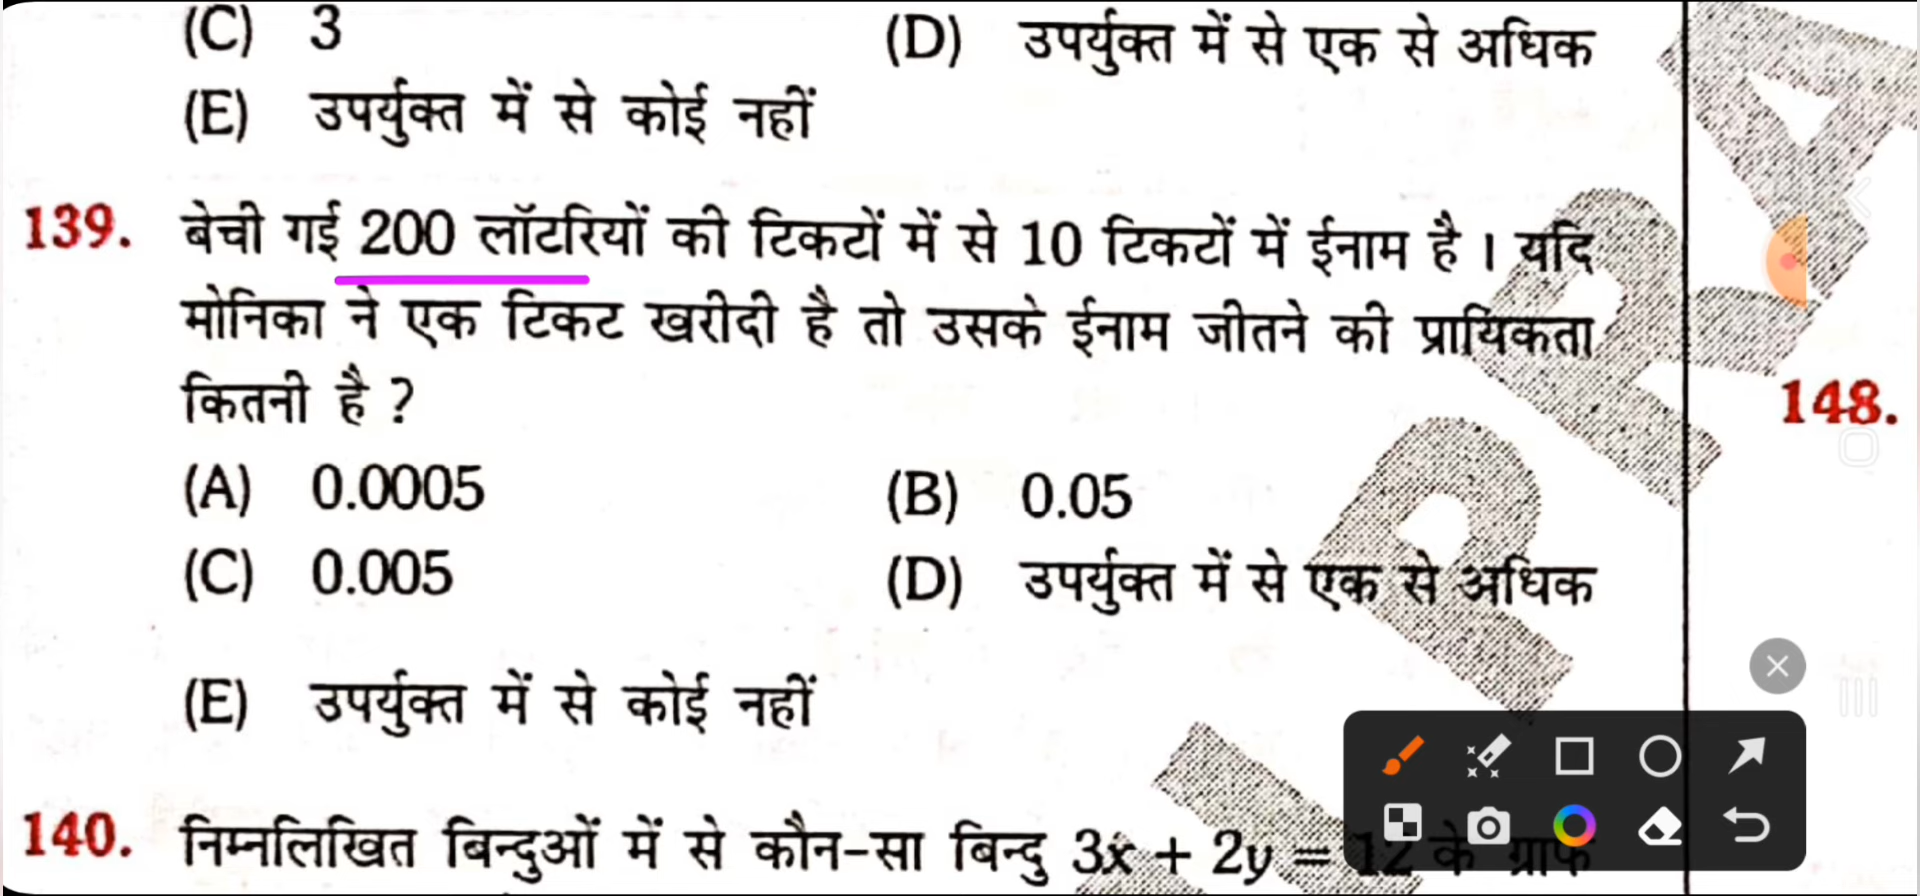 (C) 3 (D) उपर्युक्त में से एक से अधिक
(E) उपर्युक्त में से कोई नहीं
139. बेची गई 200 लॉटरियों की टिकटों में से 10 टिकटों में ईनाम है । यदि
मोनिका ने एक टिकट खरीदी है तो उसके ईनाम जीतने की प्रायिकता
कितनी है ?
148.
(A) 0.0005 (B) 0.05
(C) 0.005 (D) उपर्युक्त में से एक से अधिक
(E) उपर्युक्त में से कोई नहीं
140. निम्नलिखित बिन्दुओं में से कौन-सा बिन्दु 3x + 2y = 12 के ग्राफ